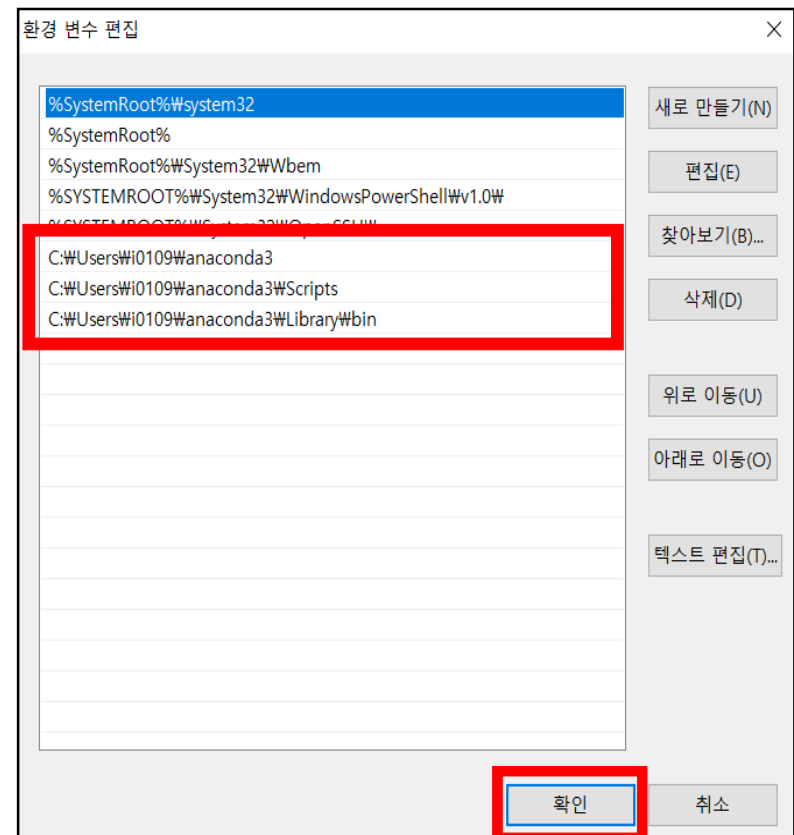 환경 변수 편집
%SystemRoot%₩system32
%SystemRoot%
%SystemRoot%₩System32₩Wbem
%SYSTEMROOT%₩System32₩WindowsPowerShell₩v1.0₩
%SYSTEMROOT%₩System32₩OpenSSH₩
C:₩Users₩i0109₩anaconda3
C:₩Users₩i0109₩anaconda3₩Scripts
C:₩Users₩i0109₩anaconda3₩Library₩bin
새로 만들기(N)
편집(E)
찾아보기(B)...
삭제(D)
위로 이동(U)
아래로 이동(O)
텍스트 편집(T)...
확인
취소